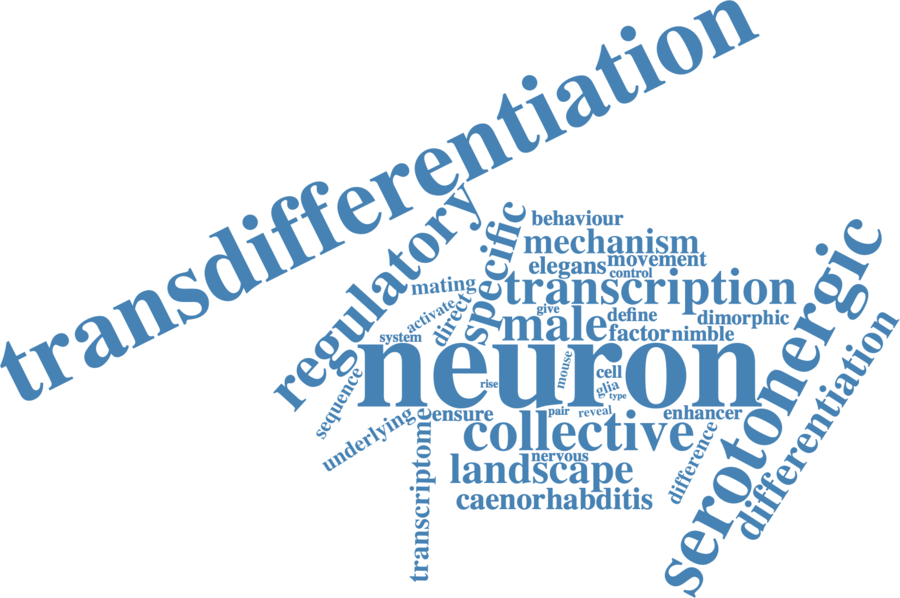 transdifferentiation
regulatory
specific
behaviour
mechanism
elegans
movement
control
mating
transcription
serotonergic
activate
direct
give
male
define
dimorphic
factor
nimble
system
neuron
differentiation
mouse
cell
rise
glia
type
sequence
ensure
pair
reveal
enhancer
underlying
transcriptome
collective
difference
nervous
landscape
caenorhabditis